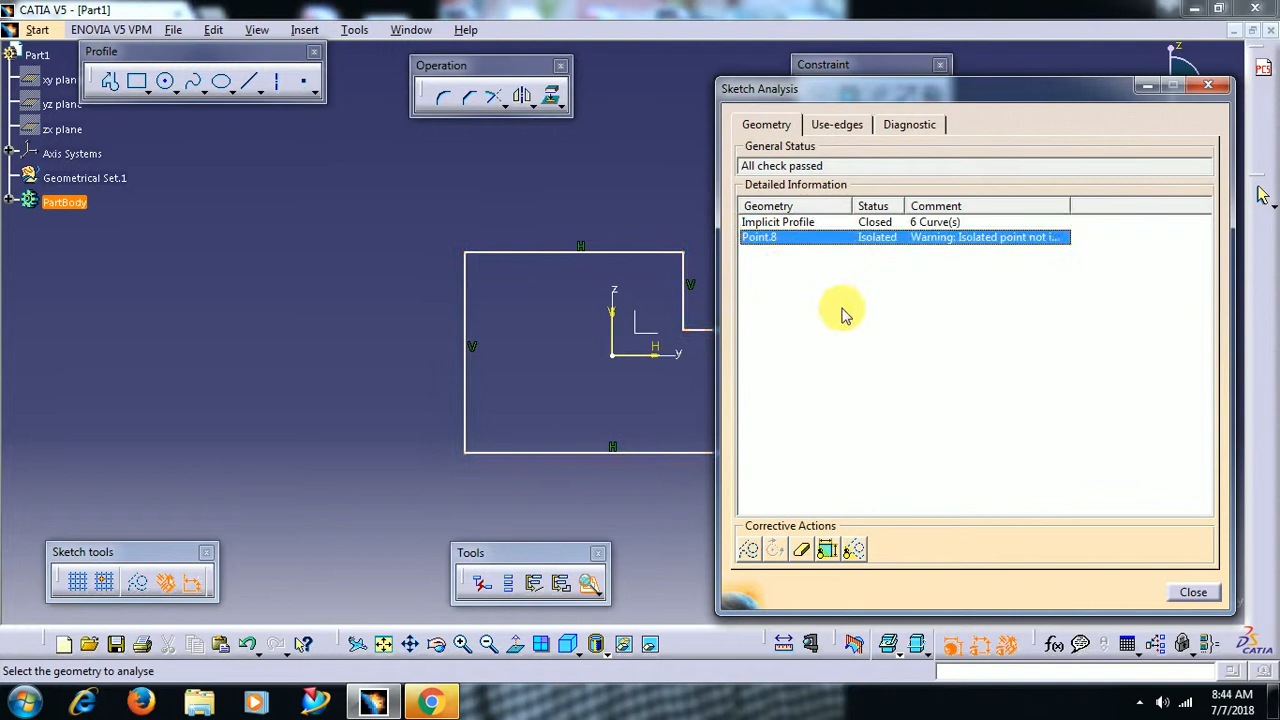 CATIA V5 - [Part1]
Start ENOVIA V5 VPM File Edit View Insert Tools Window Help
Part1
Profile
Operation
Constraint
z
xy plan
yz plane
zx plane
Axis Systems
Geometrical Set.1
PartBody
Sketch Analysis
Geometry Use-edges Diagnostic
General Status
All check passed
Detailed Information
Geometry Status Comment
Implicit Profile Closed 6 Curve(s)
Point.8 Isolated Warning: Isolated point not i...
H
V
z
V
H
y
V
H
Corrective Actions
Close
Sketch tools
Tools
PCS
f(x)
CATIA
Select the geometry to analyse
8:44 AM
7/7/2018